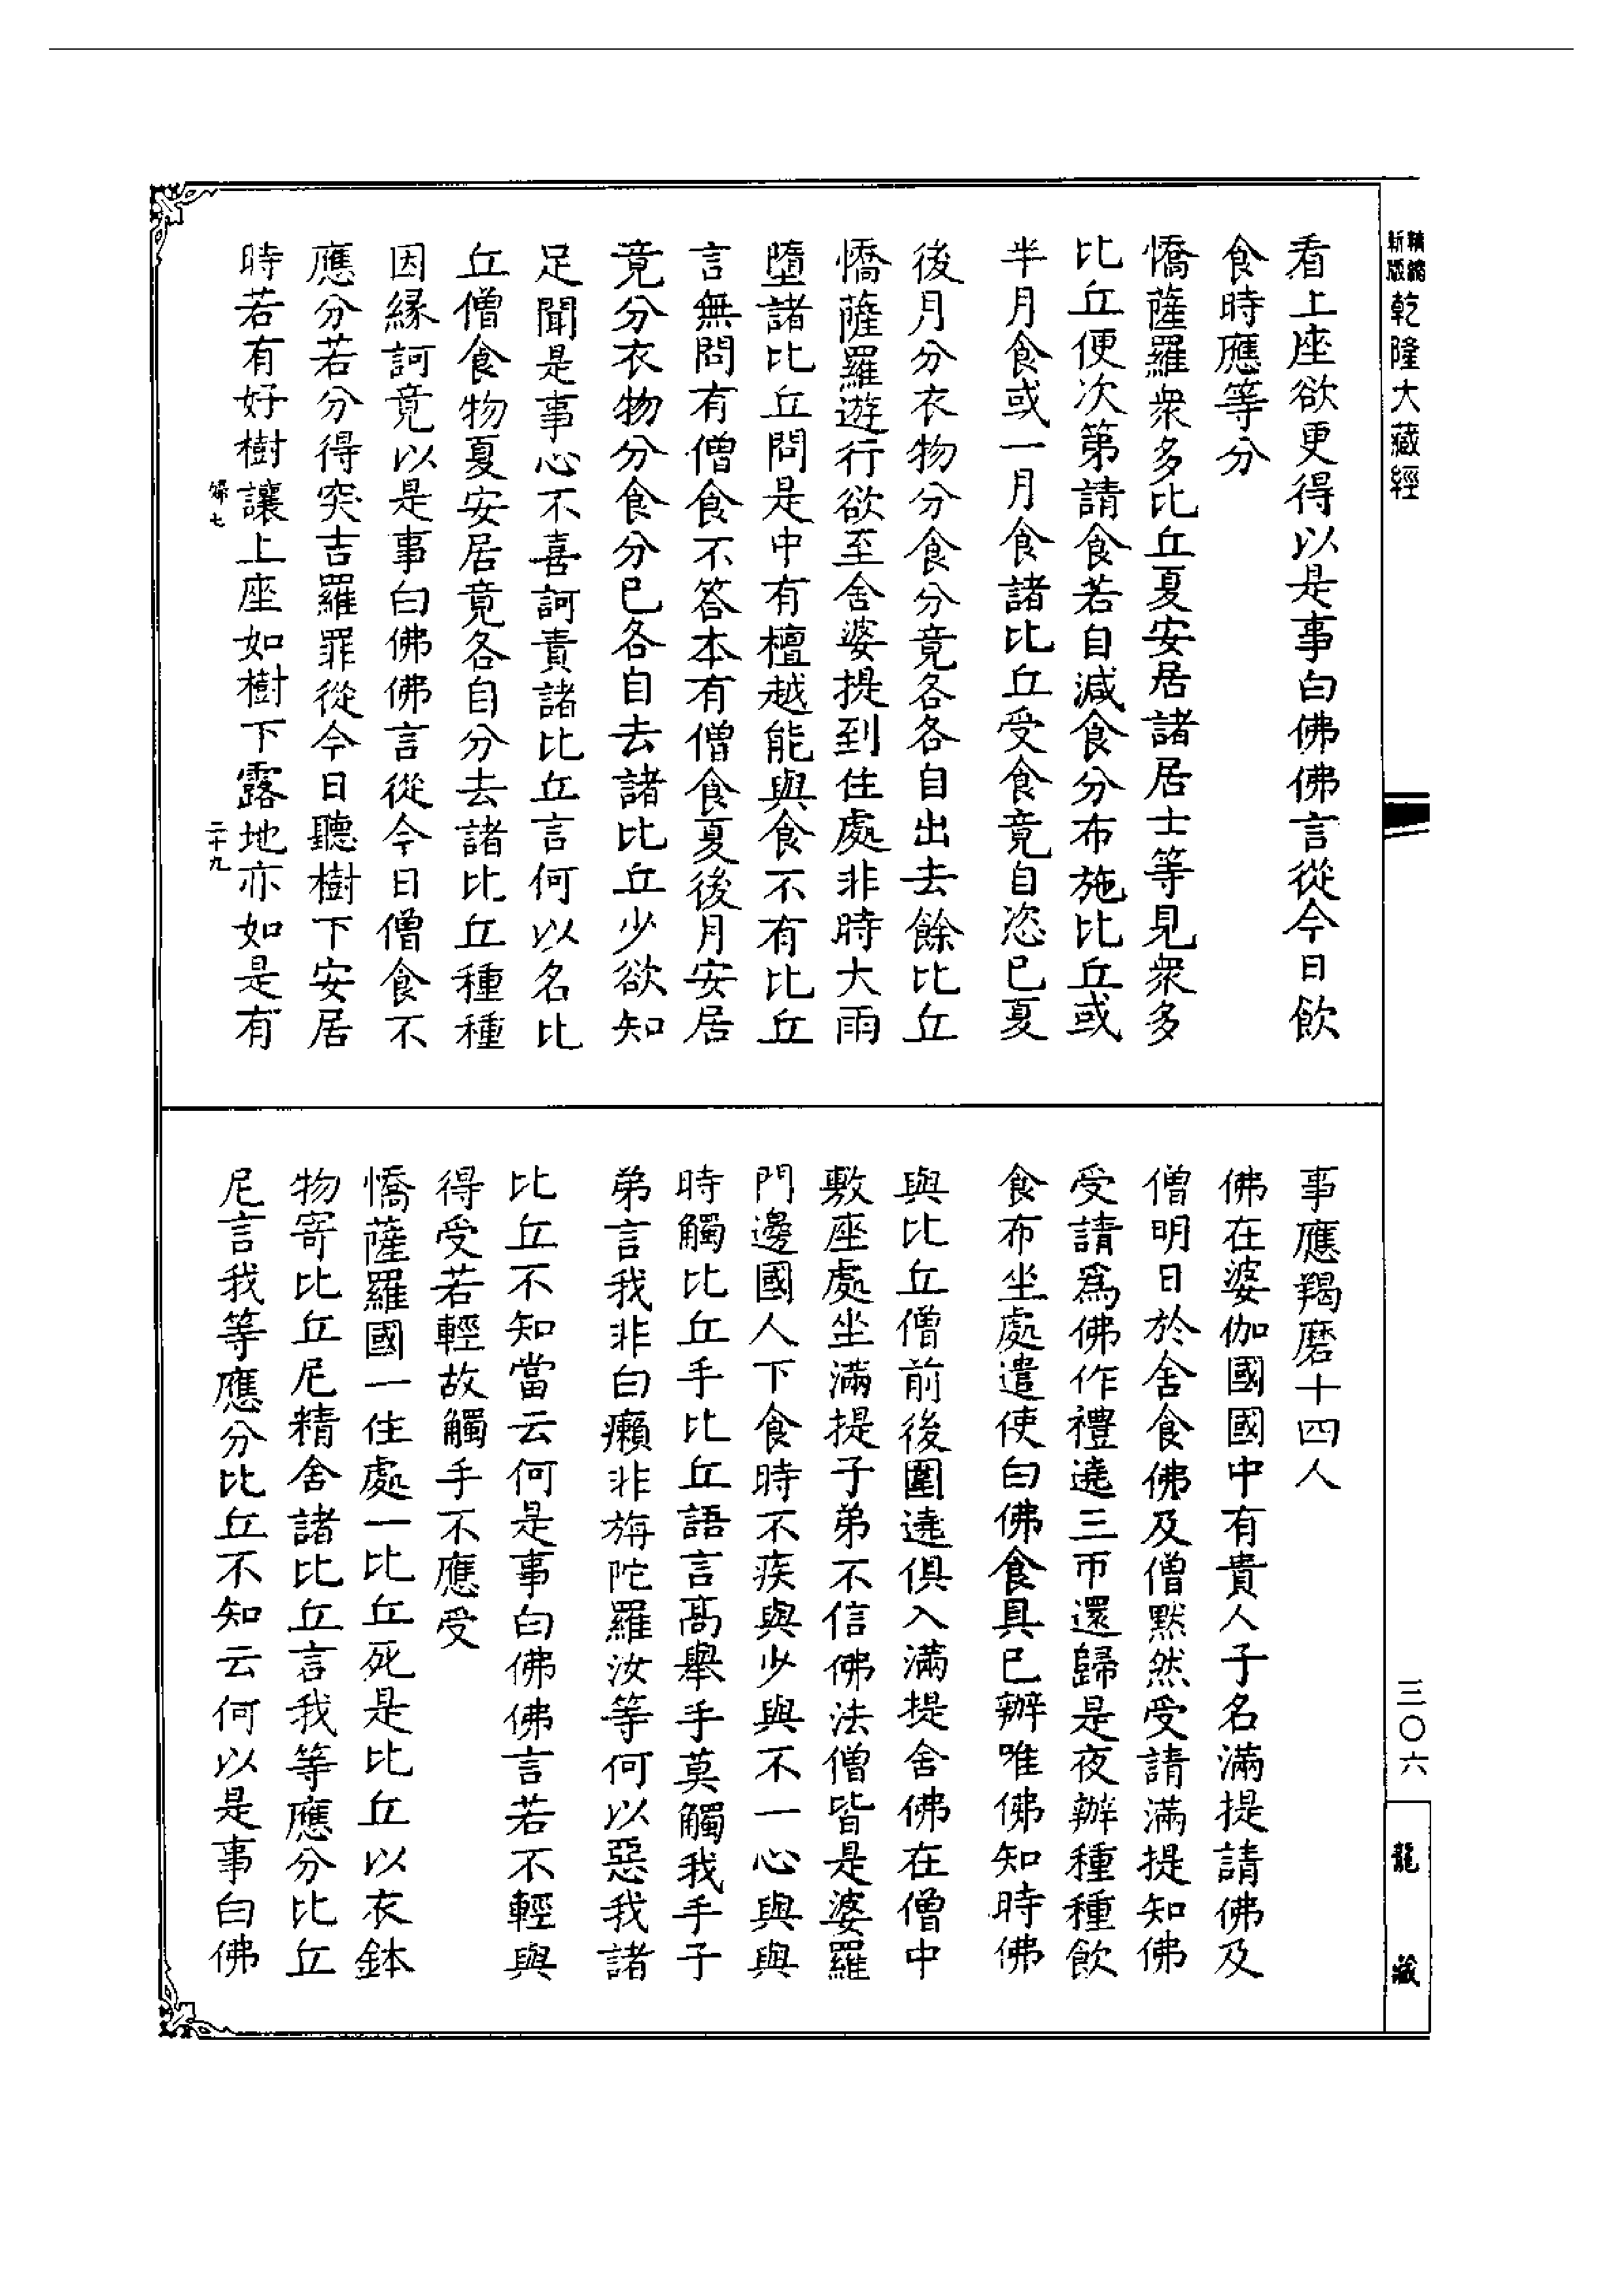 新版精縮乾隆大藏經
看上座欲更得以是事白佛佛言從今日飲
食時應等分
憍薩羅衆多比丘夏安居諸居士等見衆多
比丘便次第請食若自減食分布施比丘或
半月食或一月食諸比丘受食竟自恣已夏
後月分衣物分食分竟各各自出去餘比丘
憍薩羅遊行欲至舍婆提到住處非時大雨
墮諸比丘問是中有檀越能與食不有比丘
言無問有僧食不答本有僧食夏後月安居
竟分衣物分食分已各自去諸比丘少欲知
足聞是事心不喜訶責諸比丘言何以名比
丘僧食物夏安居竟各自分去諸比丘種種
因緣訶竟以是事白佛佛言從今日僧食不
應分若分得突吉羅罪從今日聽樹下安居
時若有好樹讓上座如樹下露地亦如是有
二十九
事應羯磨十四人
佛在婆伽國國中有貴人子名滿提請佛及
僧明日於舍食佛及僧默然受請滿提知佛
受請爲佛作禮遶三帀還歸是夜辦種種飲
食布坐處遣使白佛食具已辦唯佛知時佛
與比丘僧前後圍遶俱入滿提舍佛在僧中
敷座處坐滿提子弟不信佛法僧皆是婆羅
門邊國人下食時不疾與少與不一心與與
時觸比丘手比丘語言高舉手莫觸我手子
弟言我非白癩非旃陀羅汝等何以惡我諸
比丘不知當云何是事白佛佛言若不輕與
得受若輕故觸手不應受
憍薩羅國一住處一比丘死是比丘以衣鉢
物寄比丘尼精舍諸比丘言我等應分比丘
尼言我等應分比丘不知云何以是事白佛
三〇六
龍藏